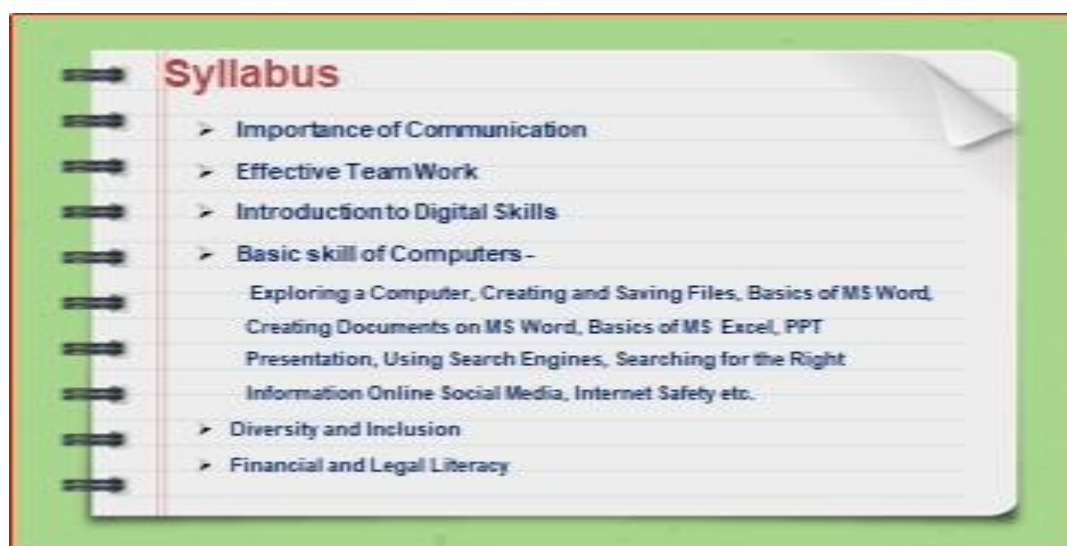 Syllabus
➢ Importance of Communication
➢ Effective Team Work
➢ Introduction to Digital Skills
➢ Basic skill of Computers -
Exploring a Computer, Creating and Saving Files, Basics of MS Word,
Creating Documents on MS Word, Basics of MS Excel, PPT
Presentation, Using Search Engines, Searching for the Right
Information Online Social Media, Internet Safety etc.
➢ Diversity and Inclusion
➢ Financial and Legal Literacy